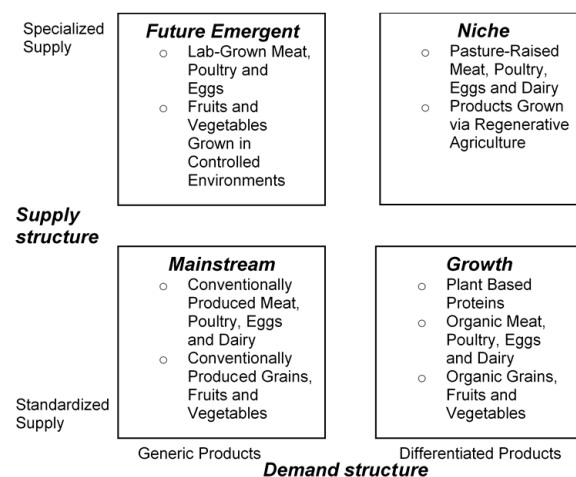 Specialized
Supply
Future Emergent
○ Lab-Grown Meat,
Poultry and
Eggs
○ Fruits and
Vegetables
Grown in
Controlled
Environments
Niche
○ Pasture-Raised
Meat, Poultry,
Eggs and Dairy
○ Products Grown
via Regenerative
Agriculture
Supply
structure
Mainstream
○ Conventionally
Produced Meat,
Poultry, Eggs
and Dairy
○ Conventionally
Produced Grains,
Fruits and
Vegetables
Growth
○ Plant Based
Proteins
○ Organic Meat,
Poultry, Eggs
and Dairy
○ Organic Grains,
Fruits and
Vegetables
Standardized
Supply
Generic Products
Differentiated Products
Demand structure